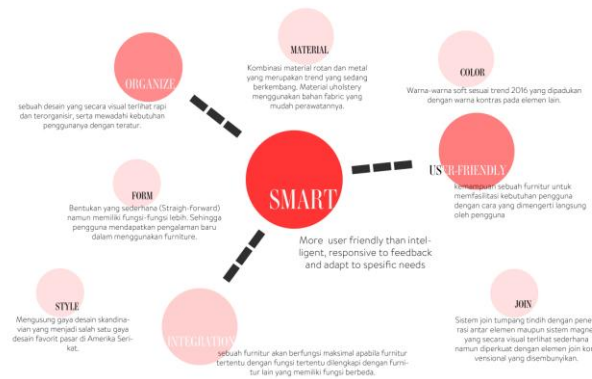 MATERIAL
Kombinasi material rotan dan metal
yang merupakan trend yang sedang
berkembang. Material uholstery
menggunakan bahan fabric yang
mudah perawatannya.
COLOR
Warna-warna soft sesuai trend 2016 yang dipadukan
dengan warna kontras pada elemen lain.
ORGANIZE
sebuah desain yang secara visual terlihat rapi
dan terorganisir, serta mewadahi kebutuhan
penggunanya dengan teratur.
USER-FRIENDLY
kemampuan sebuah furnitur untuk
memfasilitasi kebutuhan pengguna
dengan cara yang dimengerti langsung
oleh pengguna
FORM
Bentukan yang sederhana (Straigh-forward)
namun memiliki fungsi-fungsi lebih. Sehingga
pengguna mendapatkan pengalaman baru
dalam menggunakan furniture.
SMART
More user friendly than intel-
ligent, responsive to feedback
and adapt to spesific needs
STYLE
Mengusung gaya desain skandina-
vian yang menjadi salah satu gaya
desain favorit pasar di Amerika Seri-
kat.
INTEGRATION
sebuah furnitur akan berfungsi maksimal apabila furnitur
tertentu dengan fungsi tertentu dilengkapi dengan furni-
tur lain yang memiliki fungsi berbeda.
JOIN
Sistem join tumpang tindih dengan pene
rasi antar elemen maupun sistem magne
yang secara visual terlihat sederhana
namun diperkuat dengan elemen join kon
vensional yang disembunyikan.